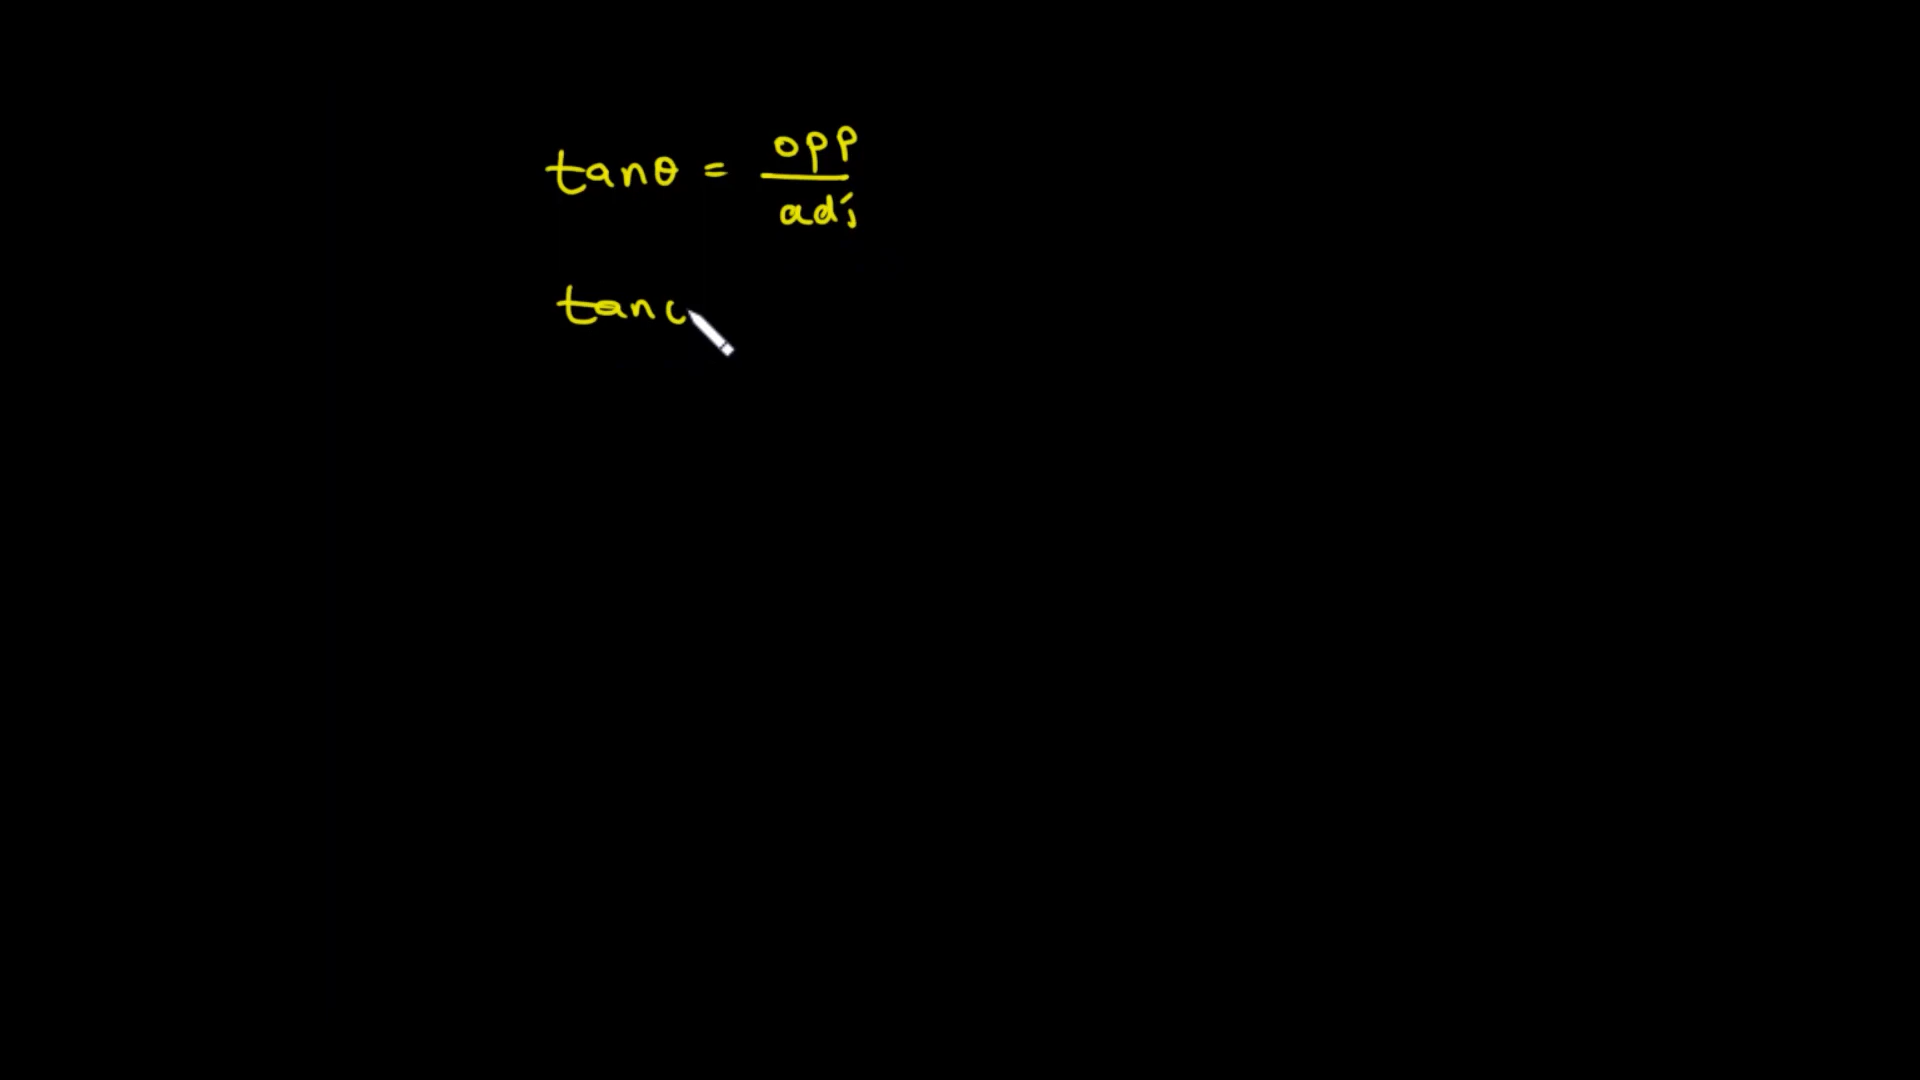 tanθ = opp/adj
tan